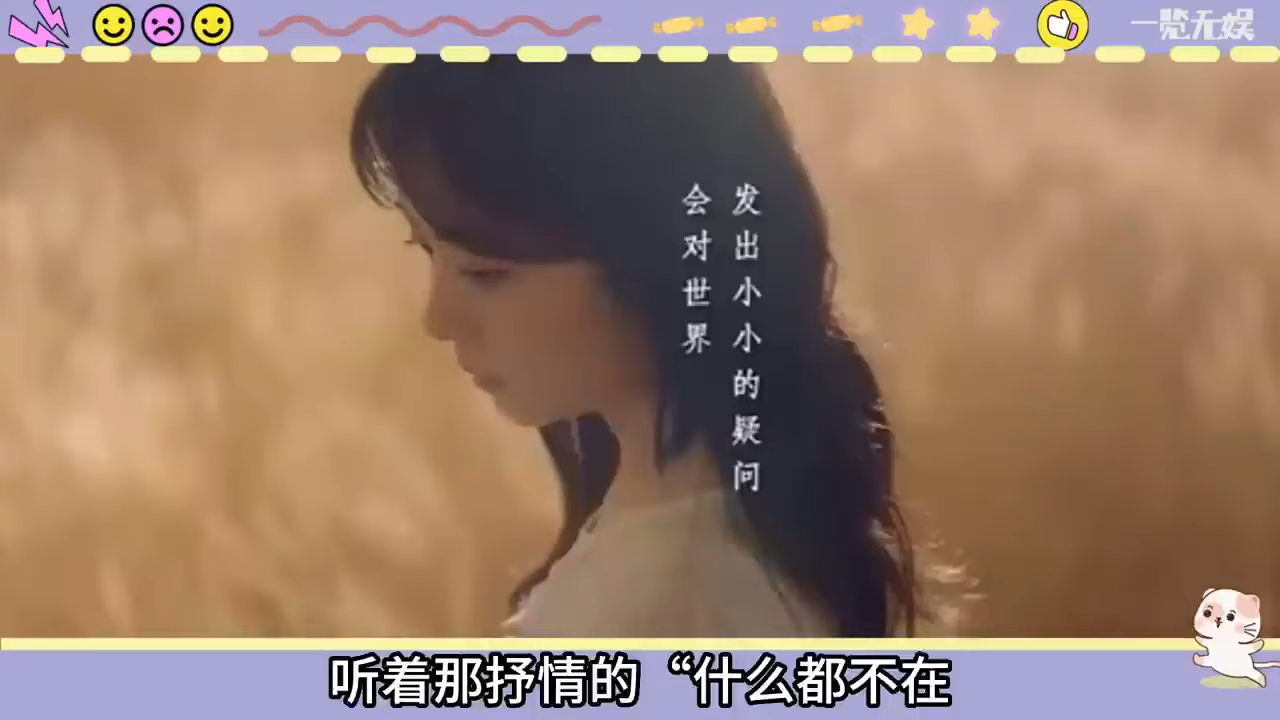 一览无娱
会对世界
发出小小的疑问
听着那抒情的“什么都不在